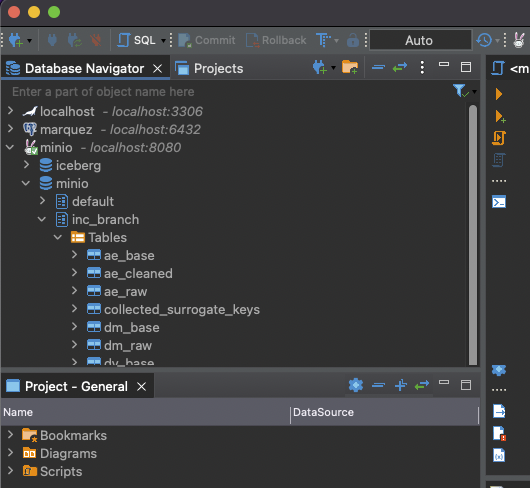 SQL Commit Rollback Auto
Database Navigator Projects <m
Enter a part of object name here
localhost - localhost:3306
marquez - localhost:6432
minio - localhost:8080
iceberg
minio
default
inc_branch
Tables
ae_base
ae_cleaned
ae_raw
collected_surrogate_keys
dm_base
dm_raw
dv_base
Project - General
Name DataSource
Bookmarks
Diagrams
Scripts